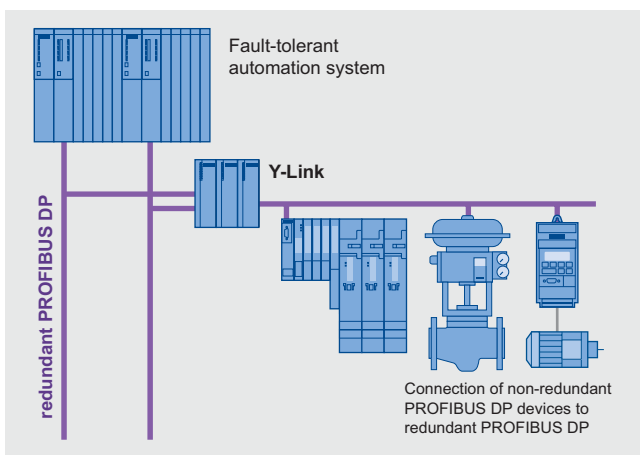 Fault-tolerant
automation system
Y-Link
redundant PROFIBUS DP
Connection of non-redundant
PROFIBUS DP devices to
redundant PROFIBUS DP